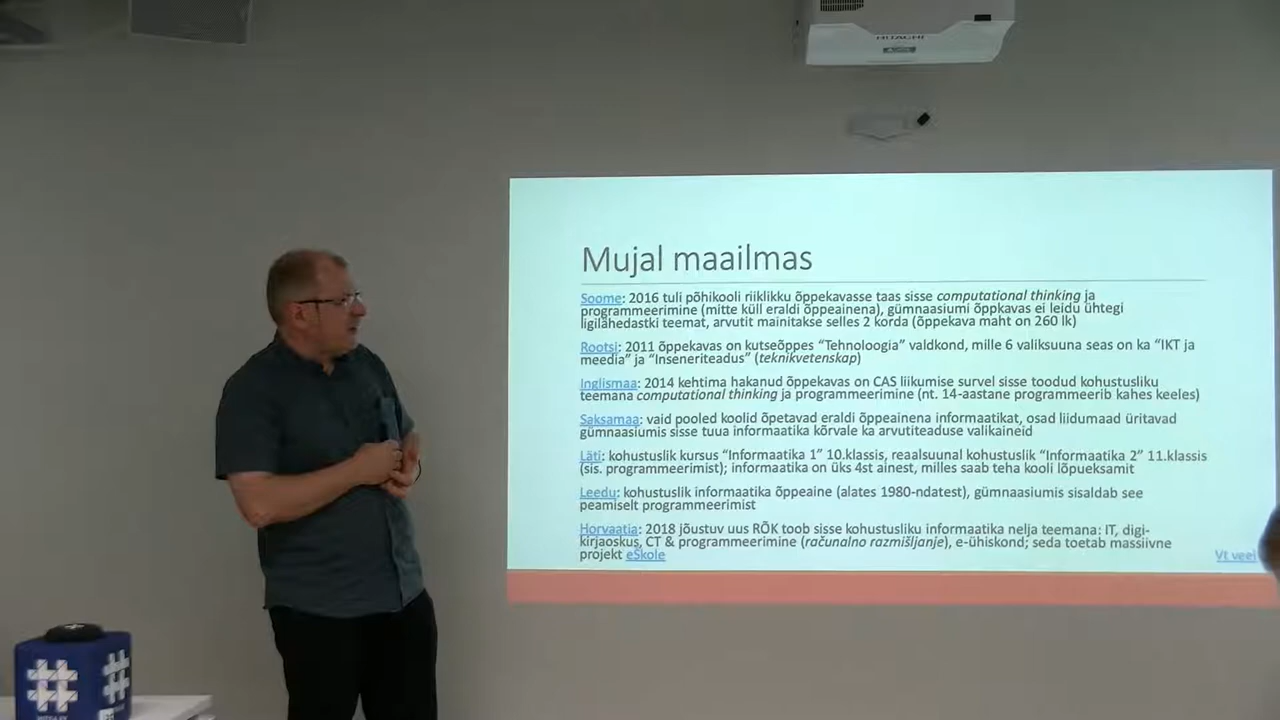 HITACHI
Mujal maailmas
Soome: 2016 tuli põhikooli riiklikku õppekavasse taas sisse computational thinking ja
programmeerimine (mitte küll eraldi õppeainena), gümnaasiumi õppkavas ei leidu ühtegi
ligilähedastki teemat, arvutit mainitakse selles 2 korda (õppekava maht on 260 lk)
Rootsi: 2011 õppekavas on kutseõppes “Tehnoloogia” valdkond, mille 6 valiksuuna seas on ka “IKT ja
meedia” ja “Inseneriteadus” (teknikvetenskap)
Inglismaa: 2014 kehtima hakanud õppekavas on CAS liikumise survel sisse toodud kohustusliku
teemana computational thinking ja programmeerimine (nt. 14-aastane programmeerib kahes keeles)
Saksamaa: vaid pooled koolid õpetavad eraldi õppeainena informaatikat, osad liidumaad üritavad
gümnaasiumis sisse tuua informaatika kõrvale ka arvutiteaduse valikaineid
Läti: kohustuslik kursus “Informaatika 1” 10.klassis, reaalsuunal kohustuslik “Informaatika 2” 11.klassis
(sis. programmeerimist); informaatika on üks 4st ainest, milles saab teha kooli lõpueksamit
Leedu: kohustuslik informaatika õppeaine (alates 1980-ndatest), gümnaasiumis sisaldab see
peamiselt programmeerimist
Horvaatia: 2018 jõustuv uus RÕK toob sisse kohustusliku informaatika nelja teemana: IT, digi-
kirjaoskus, CT & programmeerimine (računalno razmišljanje), e-ühiskond; seda toetab massiivne
projekt eŠkole
Vt veel
#
#